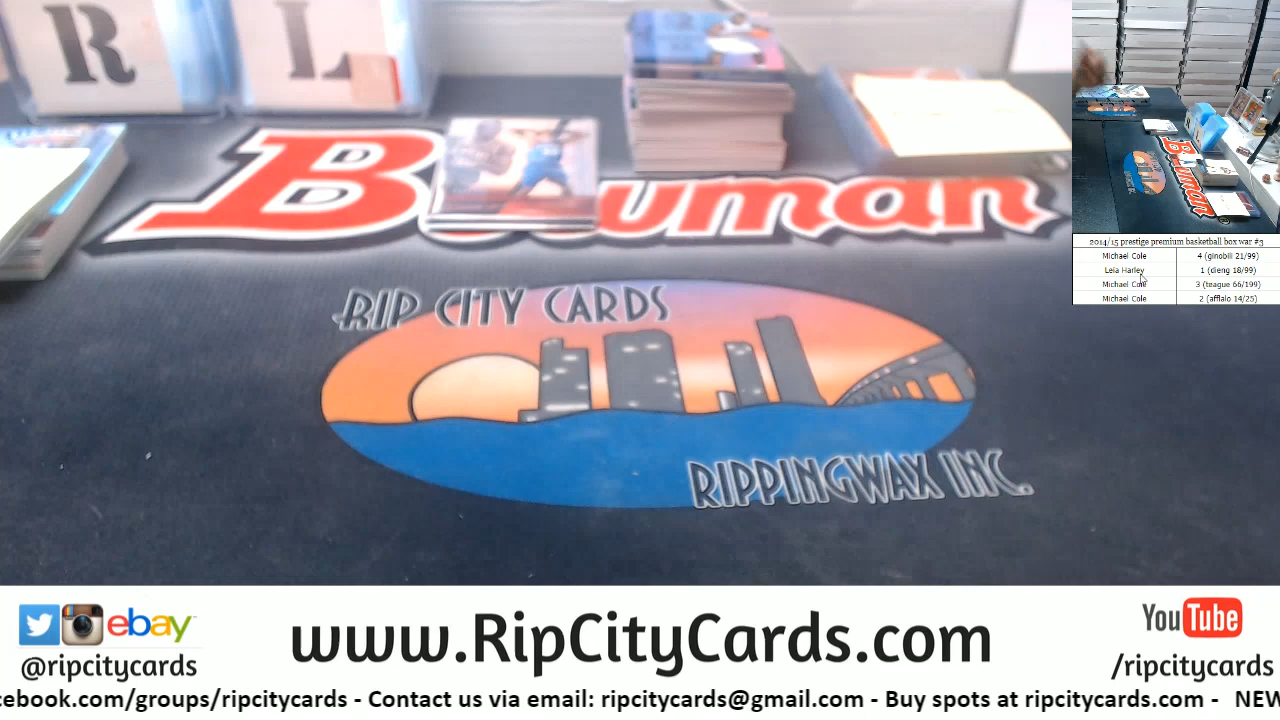 R L
Bowman
RIP CITY CARDS
RIPPINGWAX INC.
2014/15 prestige premium basketball box war #3
Michael Cole 4 (ginobili 21/99)
Leia Harley 1 (dieng 18/99)
Michael Cole 3 (teague 66/199)
Michael Cole 2 (afflalo 14/25)
ebay
@ripcitycards
www.RipCityCards.com
YouTube
/ripcitycards
cebook.com/groups/ripcitycards - Contact us via email: ripcitycards@gmail.com - Buy spots at ripcitycards.com - NEW